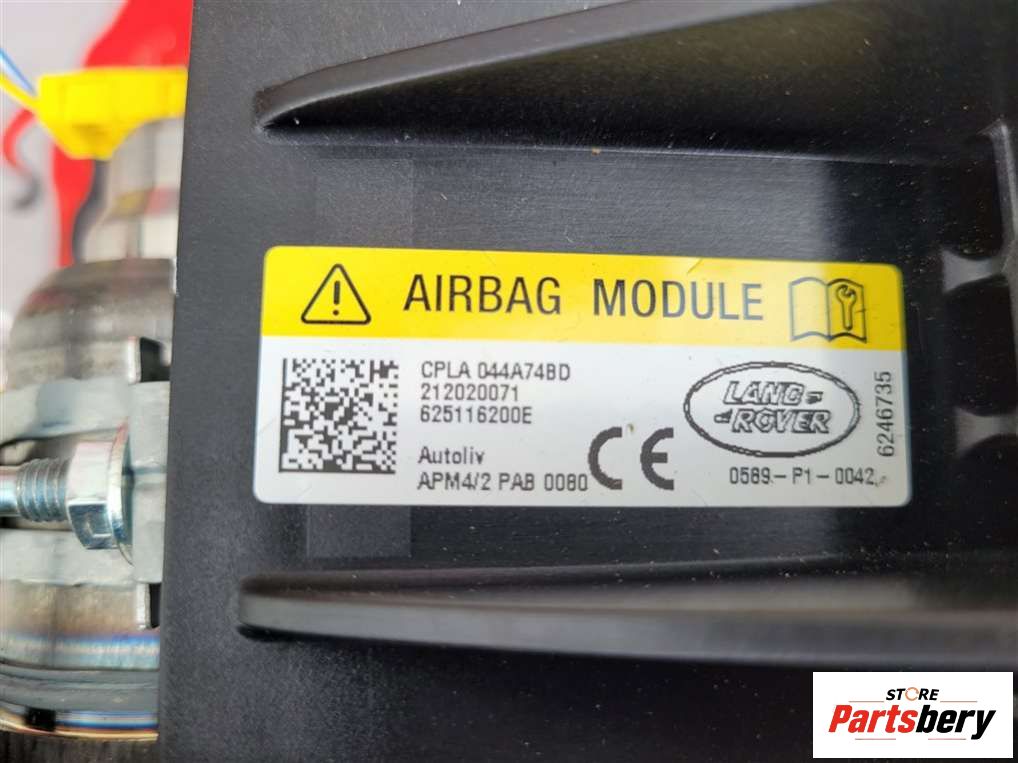 AIRBAG MODULE
CPLA 044A74BD
212020071
625116200E
Autoliv
APM4/2 PAB 0080
CE
LAND
ROVER
0589-P1-0042
6246735
STORE
Partsbery